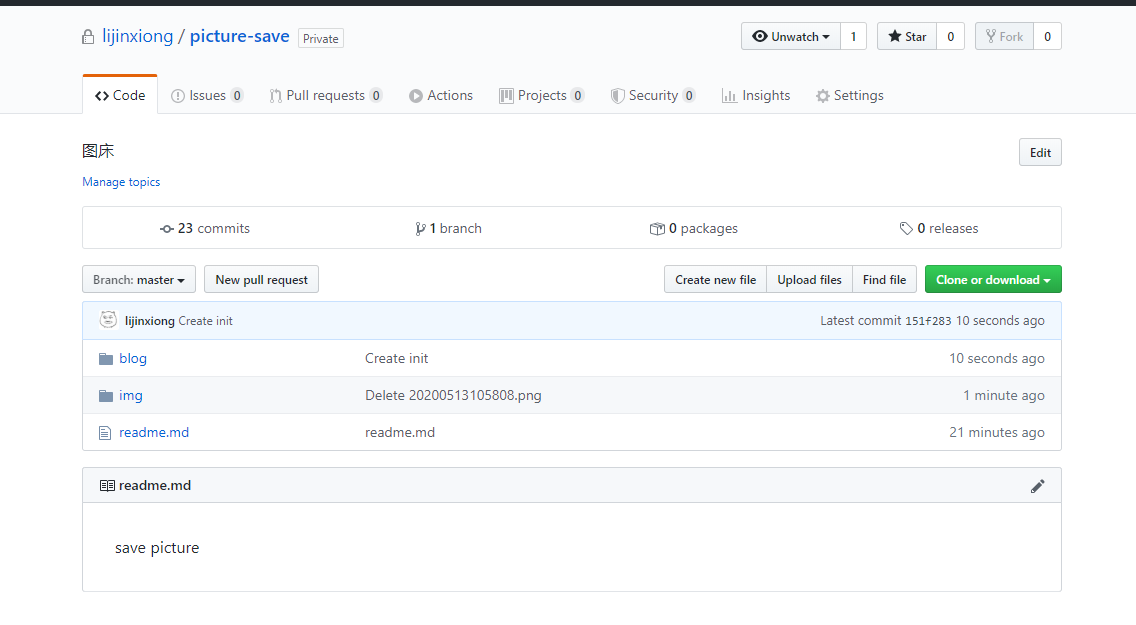 lijinxiong / picture-save Private Unwatch 1 Star 0 Fork 0
Code Issues 0 Pull requests 0 Actions Projects 0 Security 0 Insights Settings
图床 Edit
Manage topics
23 commits 1 branch 0 packages 0 releases
Branch: master New pull request Create new file Upload files Find file Clone or download
lijinxiong Create init Latest commit 151f283 10 seconds ago
blog Create init 10 seconds ago
img Delete 20200513105808.png 1 minute ago
readme.md readme.md 21 minutes ago
readme.md
save picture